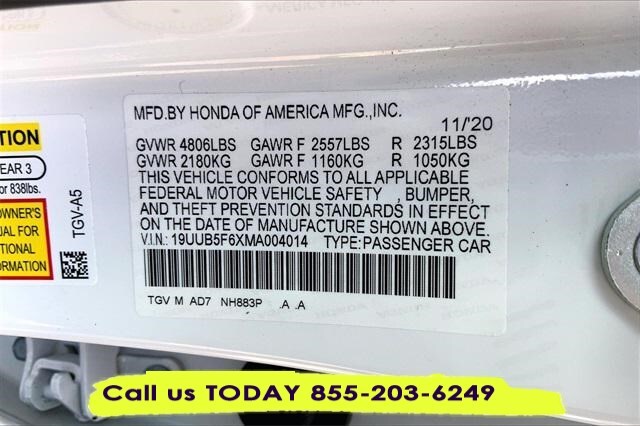 MFD.BY HONDA OF AMERICA MFG.,INC.
11/'20
GVWR 4806LBS GAWR F 2557LBS R 2315LBS
GVWR 2180KG GAWR F 1160KG R 1050KG
THIS VEHICLE CONFORMS TO ALL APPLICABLE
FEDERAL MOTOR VEHICLE SAFETY , BUMPER,
AND THEFT PREVENTION STANDARDS IN EFFECT
ON THE DATE OF MANUFACTURE SHOWN ABOVE.
V.I.N.: 19UUB5F6XMA004014 TYPE:PASSENGER CAR
TGV M AD7 NH883P .A .A
TION
EAR 3
or 838lbs.
OWNER'S
UAL FOR
TIONAL
MATION
TGV-A5
Call us TODAY 855-203-6249